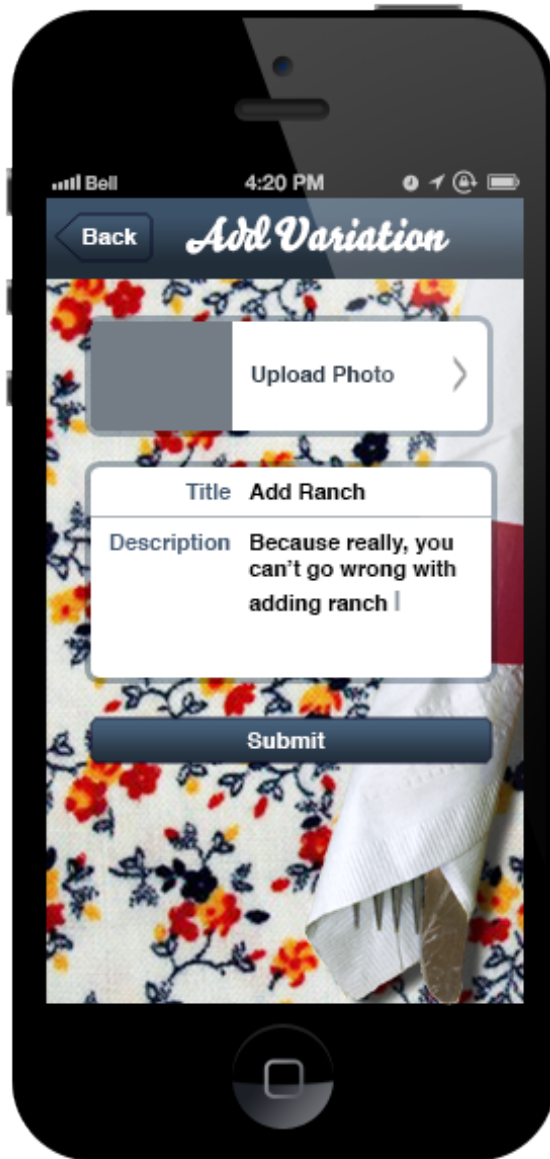 Bell 4:20 PM
Back Add Variation
Upload Photo
Title Add Ranch
Description Because really, you
can't go wrong with
adding ranch
Submit